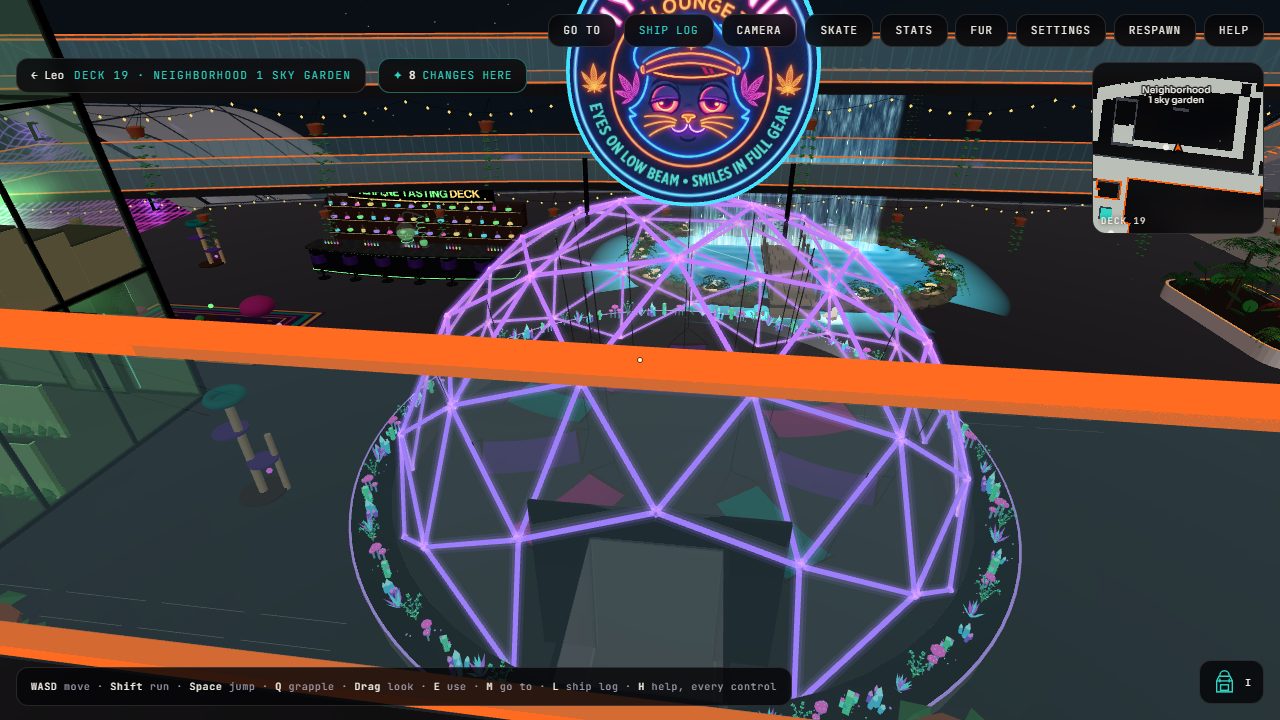 GO TO
SHIP LOG
CAMERA
SKATE
STATS
FUR
SETTINGS
RESPAWN
HELP
← Leo DECK 19 · NEIGHBORHOOD 1 SKY GARDEN
✦ 8 CHANGES HERE
LOUNGE
EYES ON LOW BEAM • SMILES IN FULL GEAR
Neighborhood
1 sky garden
DECK 19
TASTING DECK
WASD move · Shift run · Space jump · Q grapple · Drag look · E use · M go to · L ship log · H help, every control
I